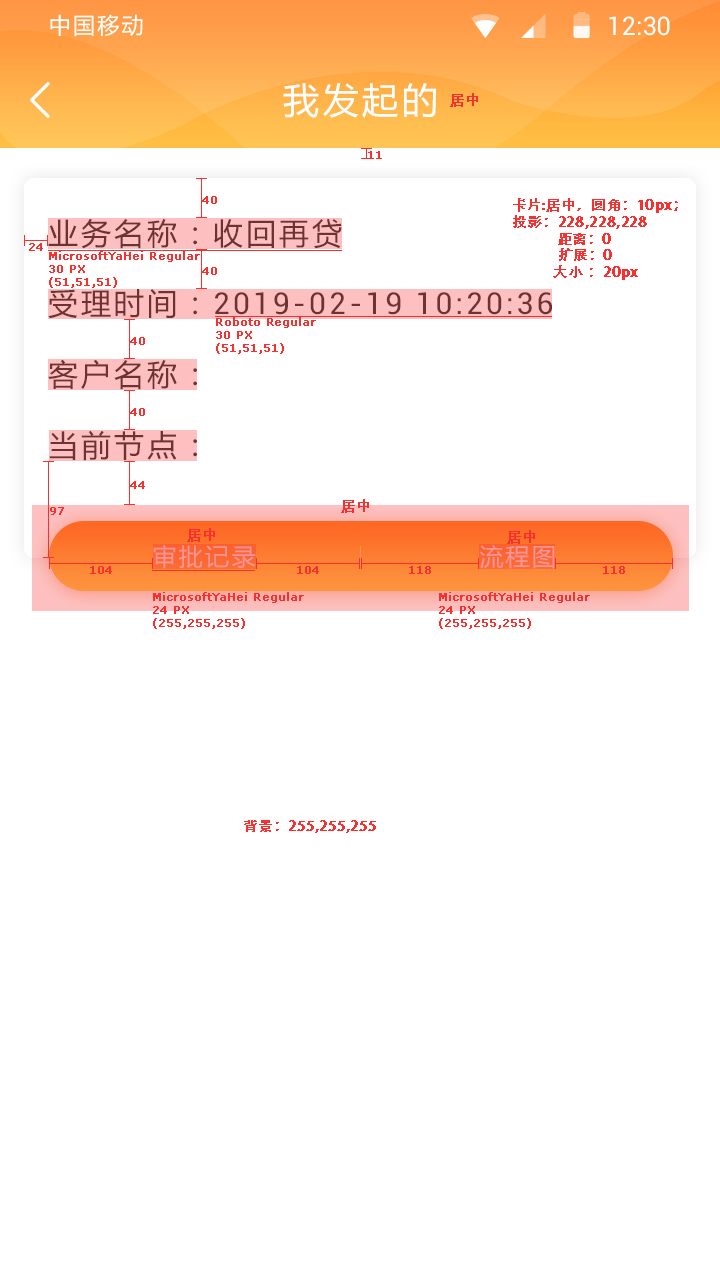 中国移动 12:30
我发起的 居中
11
40
卡片:居中，圆角：10px；
投影：228,228,228
距离：0
扩展：0
大小：20px
24
业务名称：收回再贷
MicrosoftYaHei Regular
30 PX
(51,51,51)
40
受理时间：2019-02-19 10:20:36
Roboto Regular
30 PX
(51,51,51)
40
客户名称：
40
当前节点：
44
97
居中
居中 居中
审批记录 流程图
104 104 118 118
MicrosoftYaHei Regular MicrosoftYaHei Regular
24 PX 24 PX
(255,255,255) (255,255,255)
背景：255,255,255